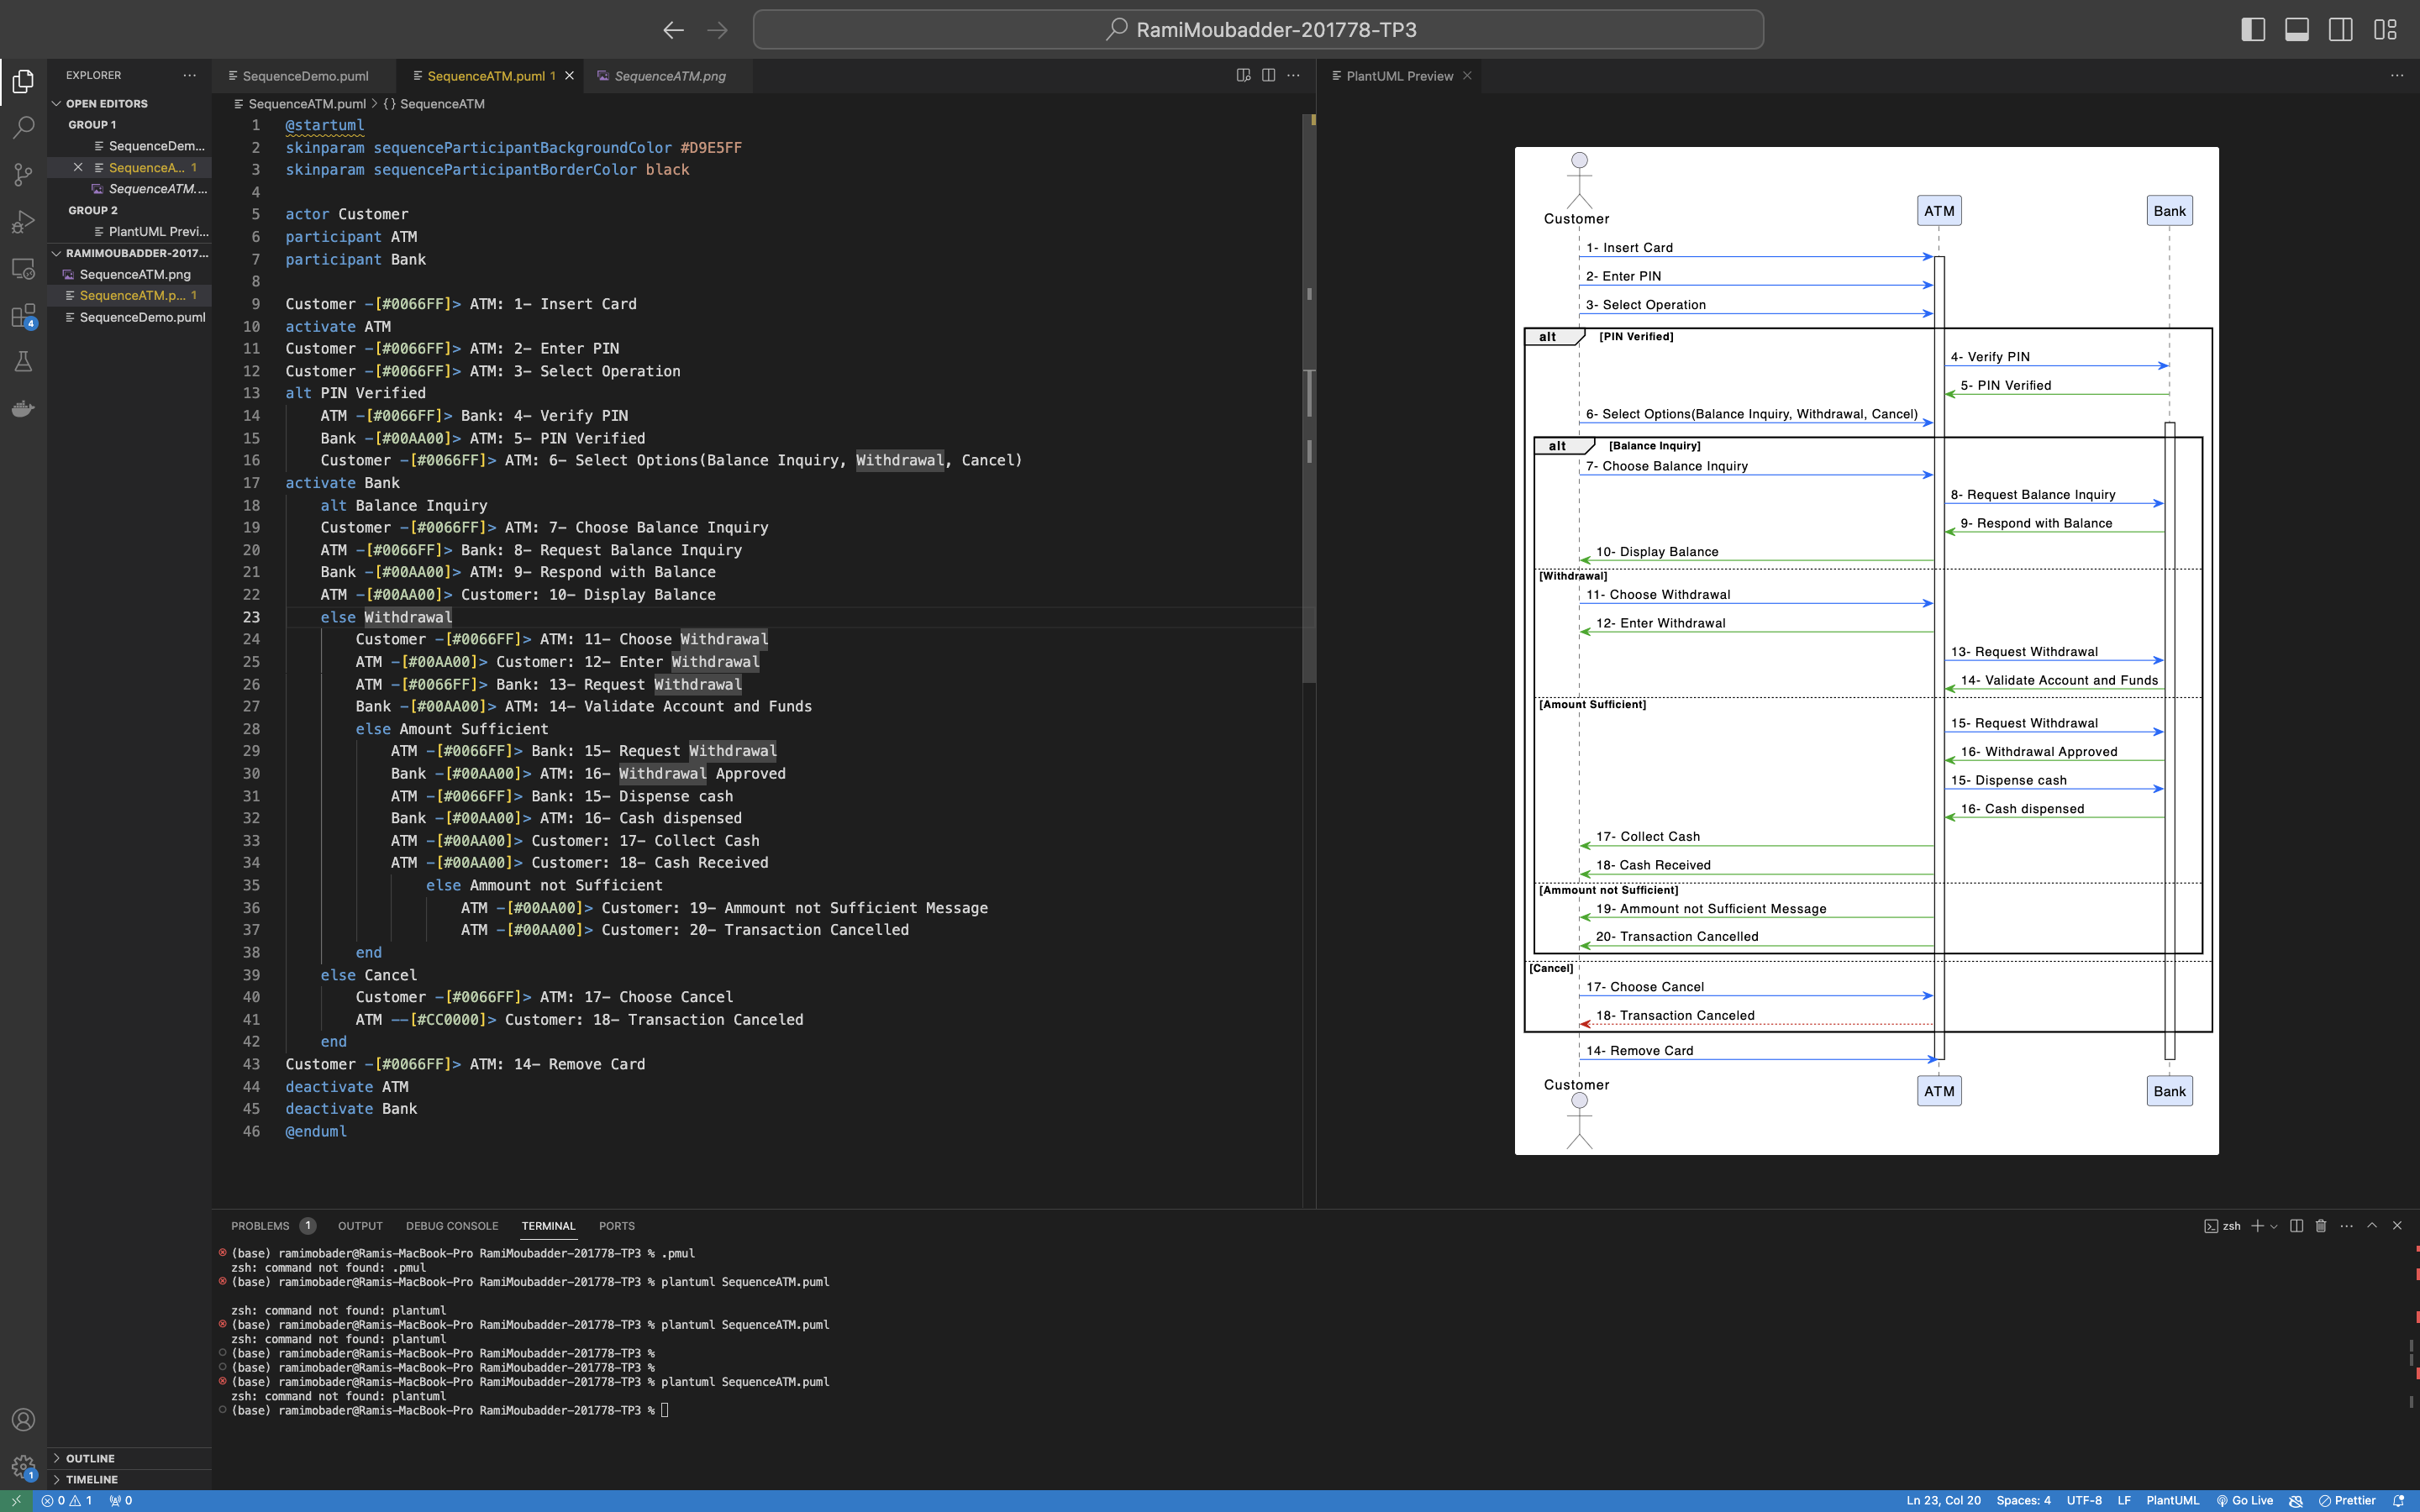 RamiMoubadder-201778-TP3
EXPLORER
OPEN EDITORS
GROUP 1
SequenceDem...
SequenceA... 1
SequenceATM....
GROUP 2
PlantUML Previ...
RAMIMOUBADDER-2017...
SequenceATM.png
SequenceATM.p... 1
SequenceDemo.puml
OUTLINE
TIMELINE
4
1
SequenceDemo.puml
SequenceATM.puml 1
SequenceATM.png
SequenceATM.puml > {} SequenceATM
1 @startuml
2 skinparam sequenceParticipantBackgroundColor #D9E5FF
3 skinparam sequenceParticipantBorderColor black
4
5 actor Customer
6 participant ATM
7 participant Bank
8
9 Customer -[#0066FF]> ATM: 1- Insert Card
10 activate ATM
11 Customer -[#0066FF]> ATM: 2- Enter PIN
12 Customer -[#0066FF]> ATM: 3- Select Operation
13 alt PIN Verified
14 ATM -[#0066FF]> Bank: 4- Verify PIN
15 Bank -[#00AA00]> ATM: 5- PIN Verified
16 Customer -[#0066FF]> ATM: 6- Select Options(Balance Inquiry, Withdrawal, Cancel)
17 activate Bank
18 alt Balance Inquiry
19 Customer -[#0066FF]> ATM: 7- Choose Balance Inquiry
20 ATM -[#0066FF]> Bank: 8- Request Balance Inquiry
21 Bank -[#00AA00]> ATM: 9- Respond with Balance
22 ATM -[#00AA00]> Customer: 10- Display Balance
23 else Withdrawal
24 Customer -[#0066FF]> ATM: 11- Choose Withdrawal
25 ATM -[#00AA00]> Customer: 12- Enter Withdrawal
26 ATM -[#0066FF]> Bank: 13- Request Withdrawal
27 Bank -[#00AA00]> ATM: 14- Validate Account and Funds
28 else Amount Sufficient
29 ATM -[#0066FF]> Bank: 15- Request Withdrawal
30 Bank -[#00AA00]> ATM: 16- Withdrawal Approved
31 ATM -[#0066FF]> Bank: 15- Dispense cash
32 Bank -[#00AA00]> ATM: 16- Cash dispensed
33 ATM -[#00AA00]> Customer: 17- Collect Cash
34 ATM -[#00AA00]> Customer: 18- Cash Received
35 else Ammount not Sufficient
36 ATM -[#00AA00]> Customer: 19- Ammount not Sufficient Message
37 ATM -[#00AA00]> Customer: 20- Transaction Cancelled
38 end
39 else Cancel
40 Customer -[#0066FF]> ATM: 17- Choose Cancel
41 ATM --[#CC0000]> Customer: 18- Transaction Canceled
42 end
43 Customer -[#0066FF]> ATM: 14- Remove Card
44 deactivate ATM
45 deactivate Bank
46 @enduml
PlantUML Preview
Customer
ATM
Bank
1- Insert Card
2- Enter PIN
3- Select Operation
alt [PIN Verified]
4- Verify PIN
5- PIN Verified
6- Select Options(Balance Inquiry, Withdrawal, Cancel)
alt [Balance Inquiry]
7- Choose Balance Inquiry
8- Request Balance Inquiry
9- Respond with Balance
10- Display Balance
[Withdrawal]
11- Choose Withdrawal
12- Enter Withdrawal
13- Request Withdrawal
14- Validate Account and Funds
[Amount Sufficient]
15- Request Withdrawal
16- Withdrawal Approved
15- Dispense cash
16- Cash dispensed
17- Collect Cash
18- Cash Received
[Ammount not Sufficient]
19- Ammount not Sufficient Message
20- Transaction Cancelled
[Cancel]
17- Choose Cancel
18- Transaction Canceled
14- Remove Card
Customer
ATM
Bank
PROBLEMS 1 OUTPUT DEBUG CONSOLE TERMINAL PORTS
zsh
(base) ramimobader@Ramis-MacBook-Pro RamiMoubadder-201778-TP3 % .pmul
zsh: command not found: .pmul
(base) ramimobader@Ramis-MacBook-Pro RamiMoubadder-201778-TP3 % plantuml SequenceATM.puml
zsh: command not found: plantuml
(base) ramimobader@Ramis-MacBook-Pro RamiMoubadder-201778-TP3 % plantuml SequenceATM.puml
zsh: command not found: plantuml
(base) ramimobader@Ramis-MacBook-Pro RamiMoubadder-201778-TP3 %
(base) ramimobader@Ramis-MacBook-Pro RamiMoubadder-201778-TP3 %
(base) ramimobader@Ramis-MacBook-Pro RamiMoubadder-201778-TP3 % plantuml SequenceATM.puml
zsh: command not found: plantuml
(base) ramimobader@Ramis-MacBook-Pro RamiMoubadder-201778-TP3 %
0 1 0
Ln 23, Col 20 Spaces: 4 UTF-8 LF PlantUML Go Live Prettier